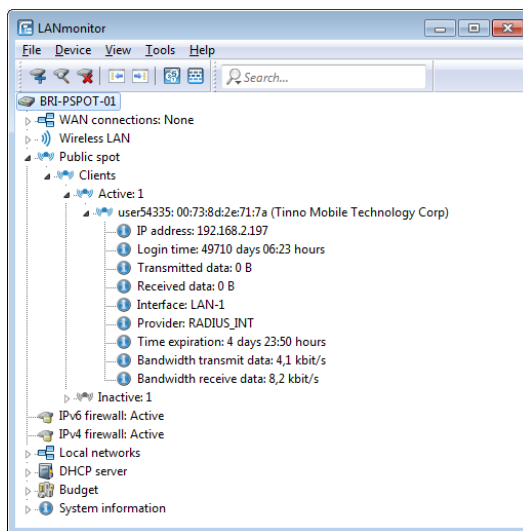 LANmonitor
File Device View Tools Help
Search...
BRI-PSPOT-01
WAN connections: None
Wireless LAN
Public spot
Clients
Active: 1
user54335: 00:73:8d:2e:71:7a (Tinno Mobile Technology Corp)
IP address: 192.168.2.197
Login time: 49710 days 06:23 hours
Transmitted data: 0 B
Received data: 0 B
Interface: LAN-1
Provider: RADIUS_INT
Time expiration: 4 days 23:50 hours
Bandwidth transmit data: 4,1 kbit/s
Bandwidth receive data: 8,2 kbit/s
Inactive: 1
IPv6 firewall: Active
IPv4 firewall: Active
Local networks
DHCP server
Budget
System information